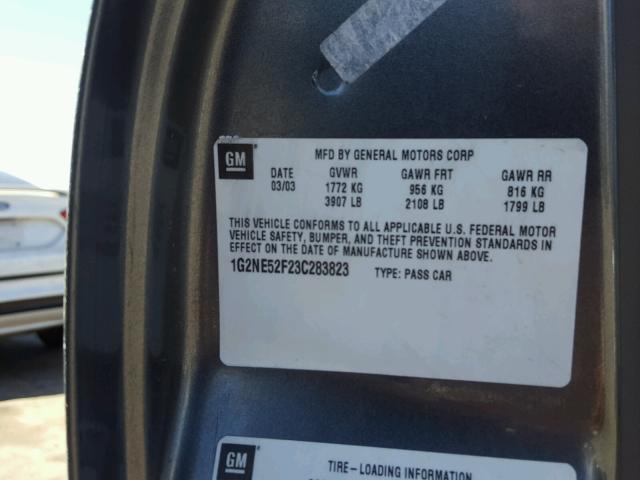 GM
MFD BY GENERAL MOTORS CORP
DATE GVWR GAWR FRT GAWR RR
03/03 1772 KG 956 KG 816 KG
3907 LB 2108 LB 1799 LB
THIS VEHICLE CONFORMS TO ALL APPLICABLE U.S. FEDERAL MOTOR
VEHICLE SAFETY, BUMPER, AND THEFT PREVENTION STANDARDS IN
EFFECT ON THE DATE OF MANUFACTURE SHOWN ABOVE.
1G2NE52F23C283823 TYPE: PASS CAR
GM
TIRE-LOADING INFORMATION